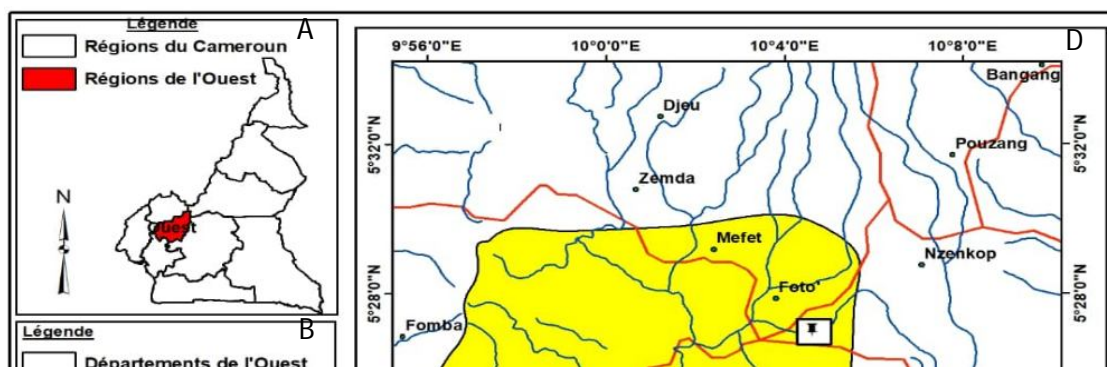 Légende
A
Régions du Cameroun
Régions de l'Ouest
N
Ouest
B
Légende
Départements de l'Ouest
D
9°56'0"E
10°0'0"E
10°4'0"E
10°8'0"E
5°32'0"N
5°28'0"N
Bangang
Djeu
Pouzang
Zemda
Mefet
Nzenkop
Foto'
Fomba
5°32'0"N
5°28'0"N